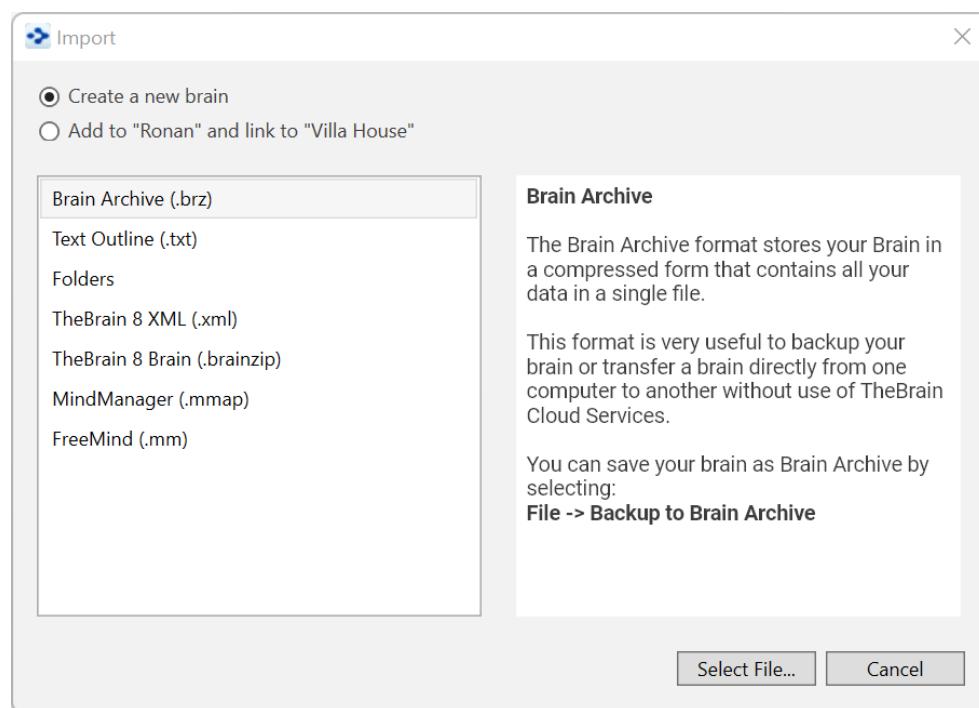 Import
Create a new brain
Add to "Ronan" and link to "Villa House"
Brain Archive (.brz)
Text Outline (.txt)
Folders
TheBrain 8 XML (.xml)
TheBrain 8 Brain (.brainzip)
MindManager (.mmap)
FreeMind (.mm)
Brain Archive
The Brain Archive format stores your Brain in
a compressed form that contains all your
data in a single file.
This format is very useful to backup your
brain or transfer a brain directly from one
computer to another without use of TheBrain
Cloud Services.
You can save your brain as Brain Archive by
selecting:
File -> Backup to Brain Archive
Select File...
Cancel